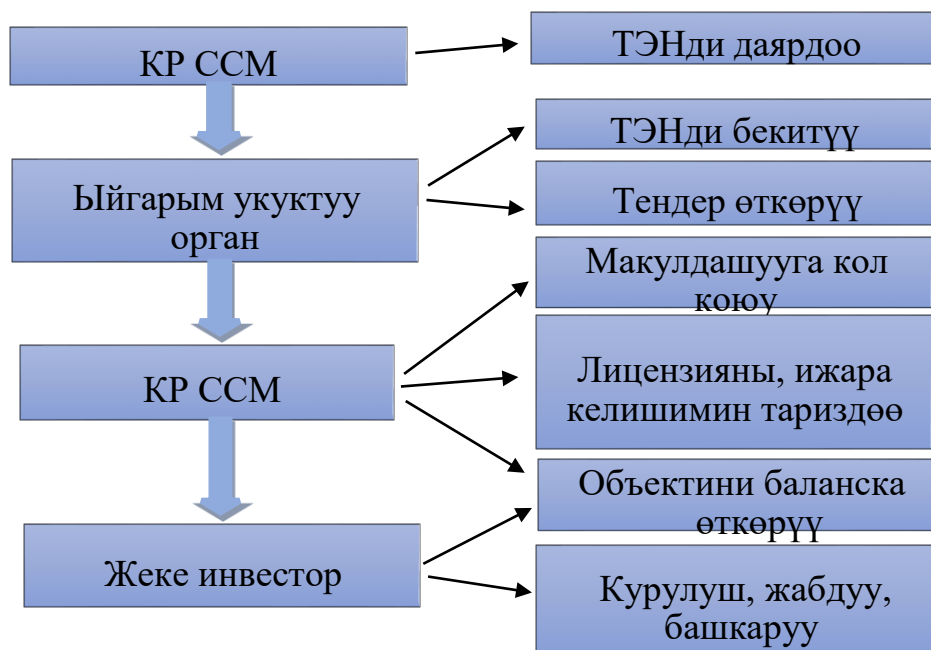 КР ССМ
ТЭНди даярдоо
Ыйгарым укуктуу
орган
ТЭНди бекитүү
Тендер өткөрүү
КР ССМ
Макулдашууга кол
коюу
Лицензияны, ижара
келишимин тариздөө
Объектини баланска
өткөрүү
Жеке инвестор
Курулуш, жабдуу,
башкаруу